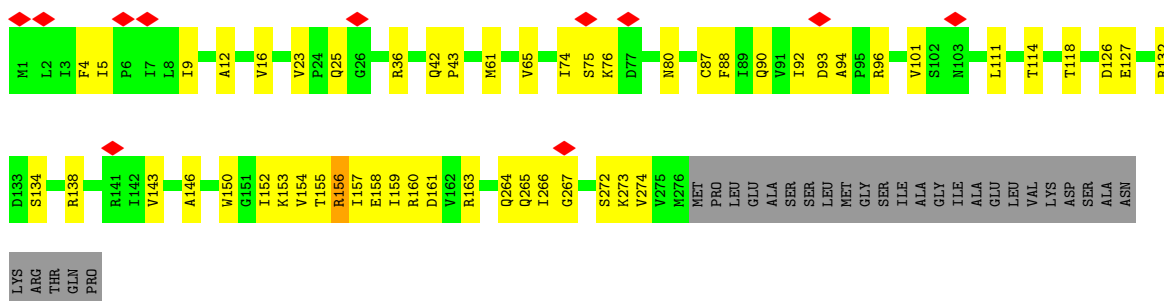 M1 L2 I3 F4 I5 P6 I7 L8 I9 A12 V16 V23 P24 Q25 G26 R36 Q42 P43 M61 V65 I74 S75 K76 D77 N80 C87 F88 I89 Q90 V91 I92 D93 A94 P95 R96 V101 S102 N103 L111 T114 T118 D126 E127 R132
D133 S134 R138 R141 I142 V143 A146 W150 G151 I152 K153 V154 T155 R156 I157 E158 I159 R160 D161 V162 R163 Q264 Q265 I266 G267 S272 K273 V274 V275 M276 MET PRO LEU GLU ALA SER SER LEU MET GLY SER ILE ALA GLY ILE ALA GLU LEU VAL LYS ASP SER ALA ASN
LYS ARG THR GLN PRO